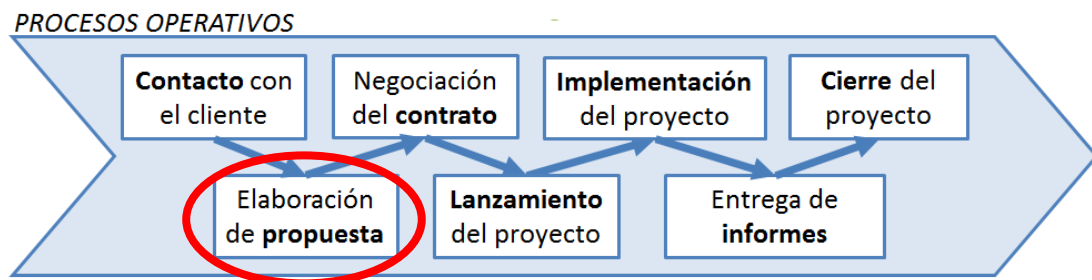 PROCESOS OPERATIVOS
Contacto con
el cliente
Elaboración
de propuesta
Negociación
del contrato
Lanzamiento
del proyecto
Implementación
del proyecto
Entrega de
informes
Cierre del
proyecto